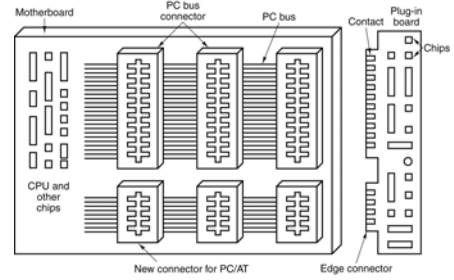 Motherboard
PC bus
connector
PC bus
Plug-in
board
Contact
Chips
CPU and
other
chips
New connector for PC/AT
Edge connector